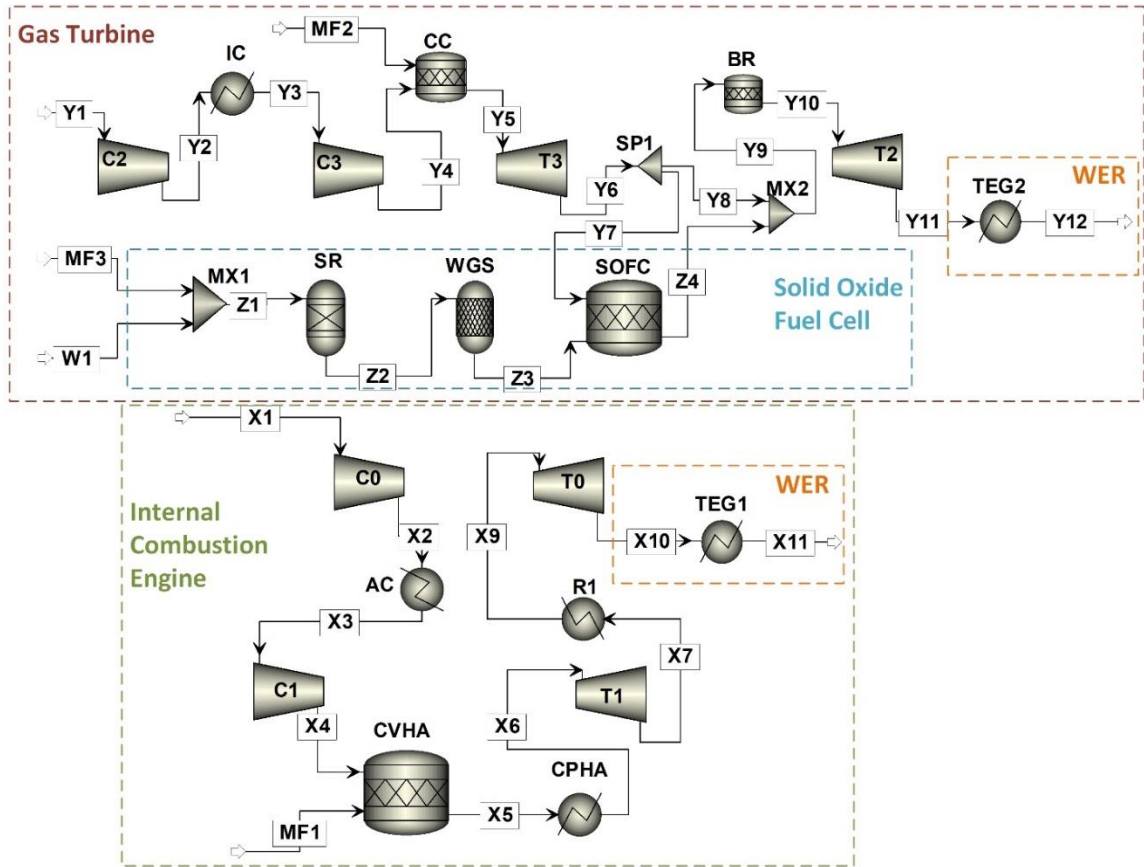 Gas Turbine
MF2
CC
IC
BR
Y1
Y3
Y10
C2
Y2
C3
Y4
Y5
T3
SP1
Y6
Y8
Y9
MX2
T2
WER
TEG2
Y11
Y12
Y7
MF3
MX1
SR
WGS
SOFC
Z4
Solid Oxide
Fuel Cell
Z1
W1
Z2
Z3
X1
Internal
Combustion
Engine
C0
T0
WER
TEG1
X2
X9
X10
X11
AC
R1
X3
X7
C1
T1
X4
X6
CVHA
CPHA
X5
MF1